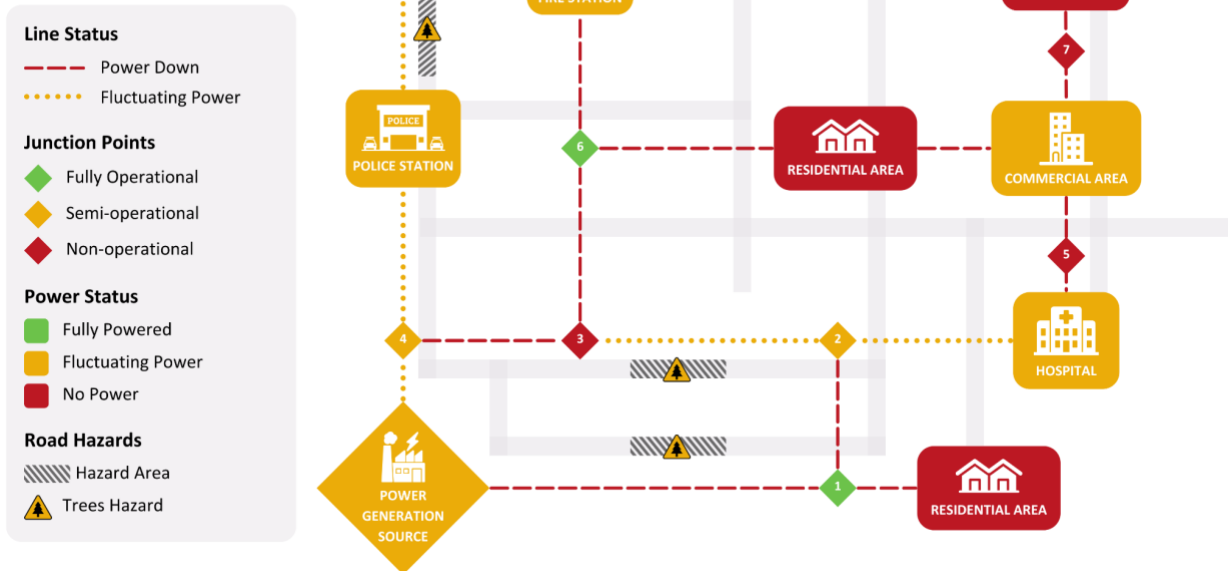 Line Status
Power Down
Fluctuating Power
Junction Points
Fully Operational
Semi-operational
Non-operational
Power Status
Fully Powered
Fluctuating Power
No Power
Road Hazards
Hazard Area
Trees Hazard
FIRE STATION
7
POLICE
POLICE STATION
6
RESIDENTIAL AREA
COMMERCIAL AREA
5
4
3
2
HOSPITAL
POWER
GENERATION
SOURCE
1
RESIDENTIAL AREA